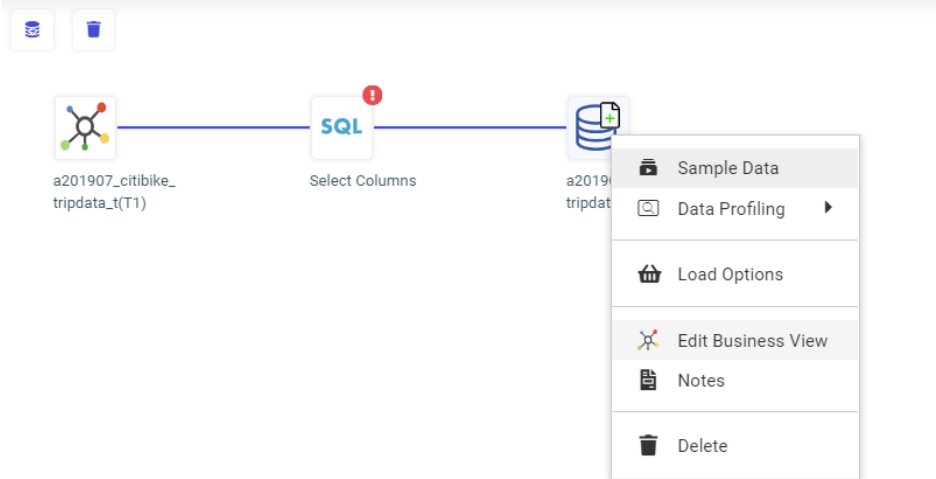 SQL
a201907_citibike_
tripdata_t(T1)
Select Columns
a2019
tripdat
Sample Data
Data Profiling
Load Options
Edit Business View
Notes
Delete